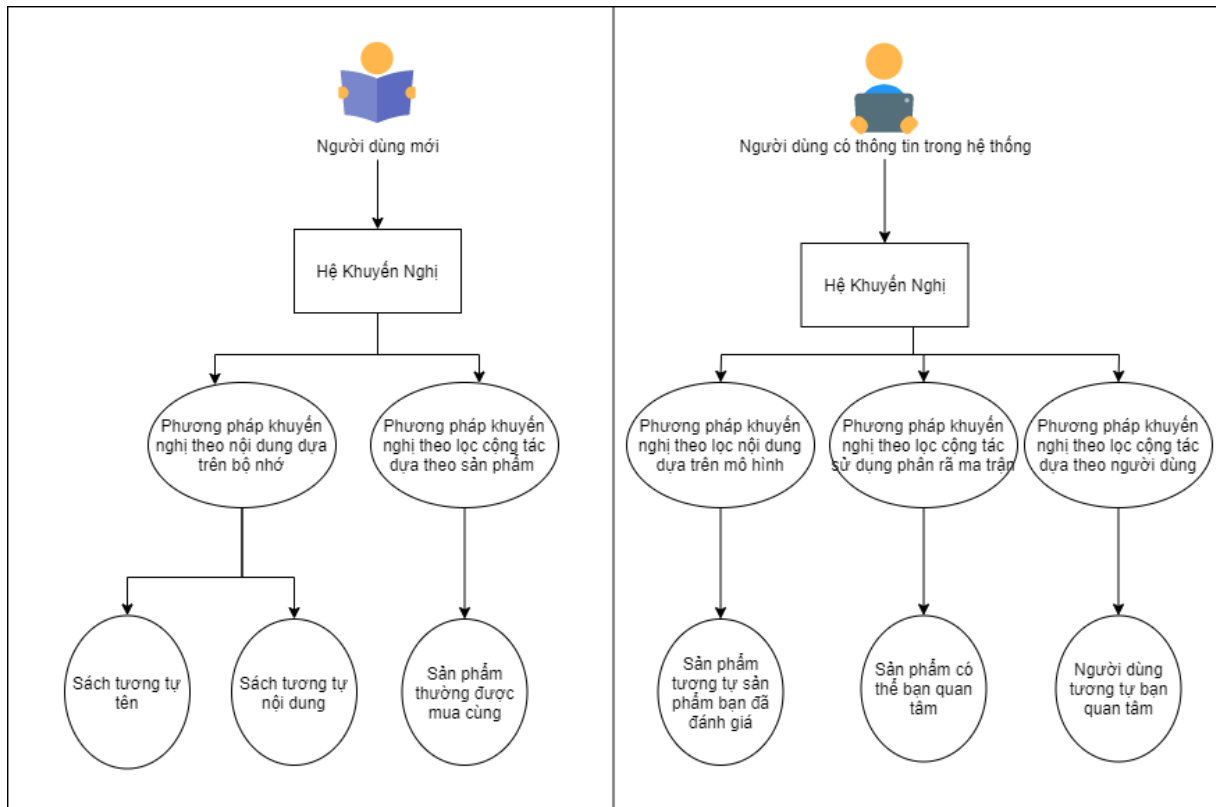 Người dùng mới
Hệ Khuyến Nghị
Phương pháp khuyến
nghị theo nội dung dựa
trên bộ nhớ
Phương pháp khuyến
nghị theo lọc cộng tác
dựa theo sản phẩm
Sách tương tự
tên
Sách tương tự
nội dung
Sản phẩm
thường được
mua cùng
Người dùng có thông tin trong hệ thống
Hệ Khuyến Nghị
Phương pháp khuyến
nghị theo lọc nội dung
dựa trên mô hình
Phương pháp khuyến
nghị theo lọc cộng tác
sử dụng phân rã ma trận
Phương pháp khuyến
nghị theo lọc cộng tác
dựa theo người dùng
Sản phẩm
tương tự sản
phẩm bạn đã
đánh giá
Sản phẩm có
thể bạn quan
tâm
Người dùng
tương tự bạn
quan tâm